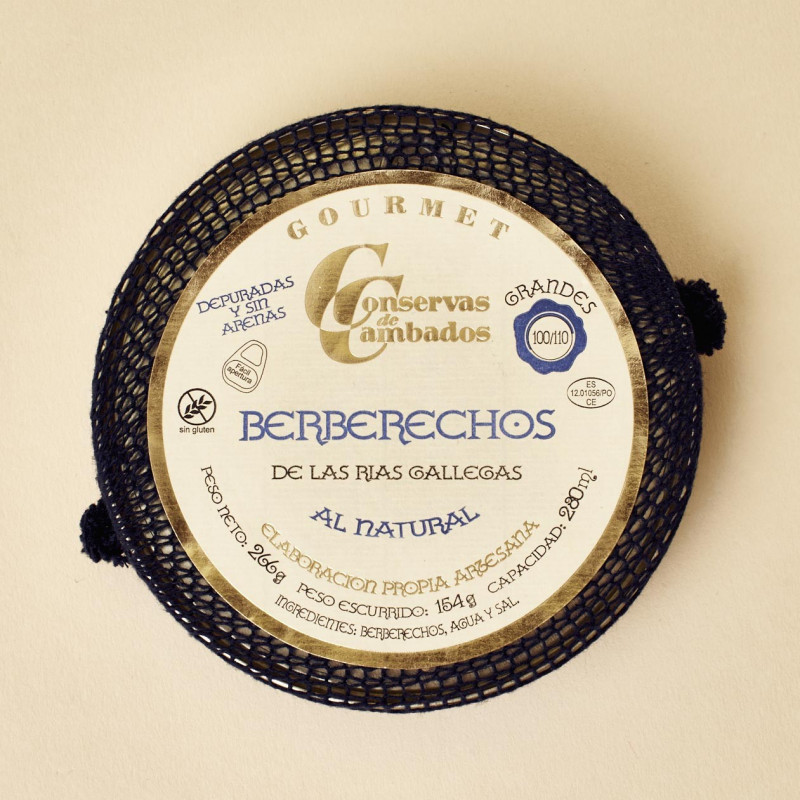 GOURMET
Conservas
de
Cambados
DEPURADAS
Y SIN
ARENAS
GRANDES
100/110
Fácil
apertura
ES
12.01056/PO
CE
sin gluten
BERBERECHOS
DE LAS RIAS GALLEGAS
AL NATURAL
ELABORACION PROPIA ARTESANA
PESO NETO: 266g
PESO ESCURRIDO: 154g
CAPACIDAD: 280ml
INGREDIENTES: BERBERECHOS, AGUA Y SAL